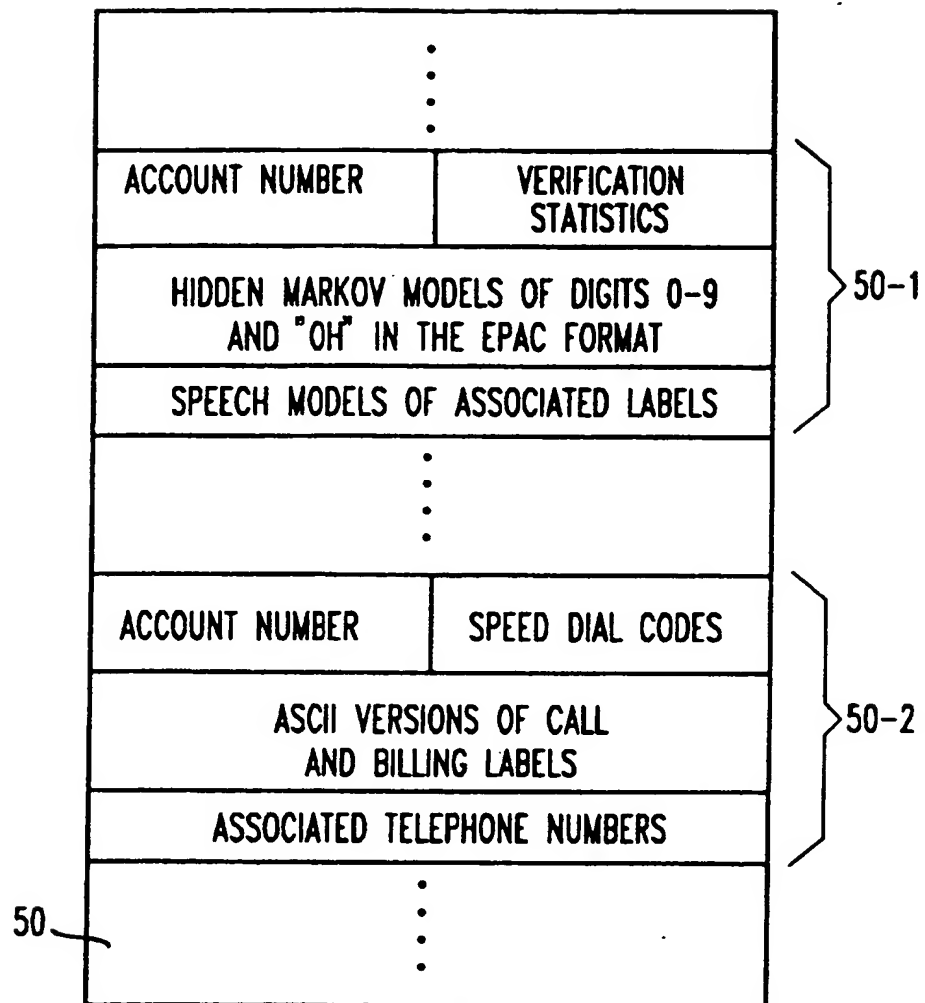 ACCOUNT NUMBER
VERIFICATION
STATISTICS
HIDDEN MARKOV MODELS OF DIGITS 0-9
AND "OH" IN THE EPAC FORMAT
SPEECH MODELS OF ASSOCIATED LABELS
50-1
ACCOUNT NUMBER
SPEED DIAL CODES
ASCII VERSIONS OF CALL
AND BILLING LABELS
ASSOCIATED TELEPHONE NUMBERS
50-2
50